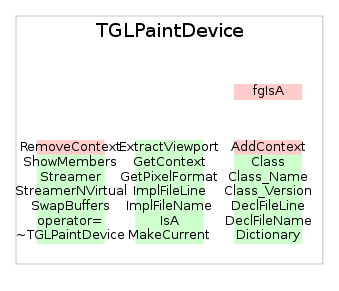 TGLPaintDevice
fgIsA
RemoveContext ExtractViewport AddContext
ShowMembers GetContext Class
Streamer GetPixelFormat Class_Name
StreamerNVirtual ImplFileLine Class_Version
SwapBuffers ImplFileName DeclFileLine
operator= IsA DeclFileName
~TGLPaintDevice MakeCurrent Dictionary